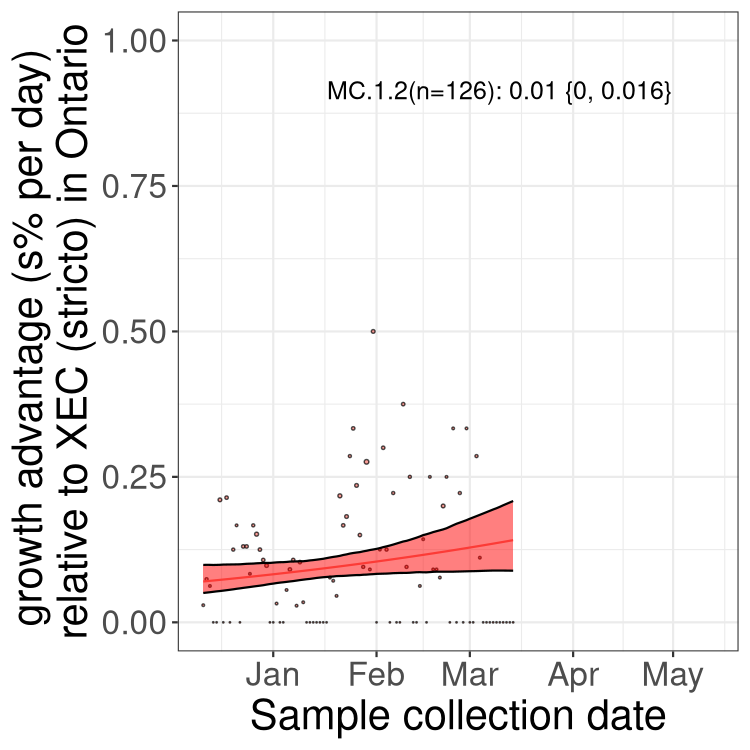 growth advantage (s% per day)
relative to XEC (stricto) in Ontario
1.00
0.75
0.50
0.25
0.00
MC.1.2(n=126): 0.01 {0, 0.016}
Jan Feb Mar Apr May
Sample collection date